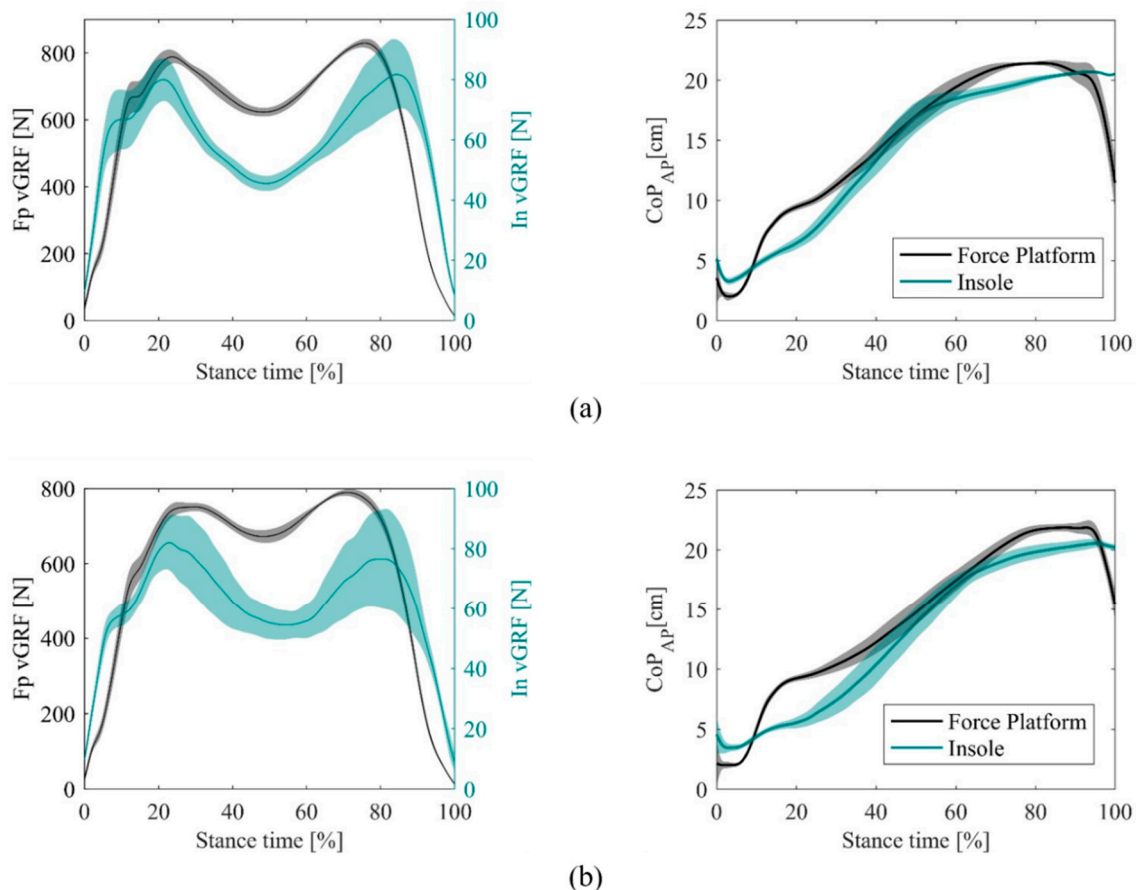 800
600
400
200
0
Fp vGRF [N]
100
80
60
40
20
0
In vGRF [N]
0 20 40 60 80 100
Stance time [%]
25
20
15
10
5
0
CoP_AP[cm]
Force Platform
Insole
0 20 40 60 80 100
Stance time [%]
(a)
800
600
400
200
0
Fp vGRF [N]
100
80
60
40
20
0
In vGRF [N]
0 20 40 60 80 100
Stance time [%]
25
20
15
10
5
0
CoP_AP[cm]
Force Platform
Insole
0 20 40 60 80 100
Stance time [%]
(b)